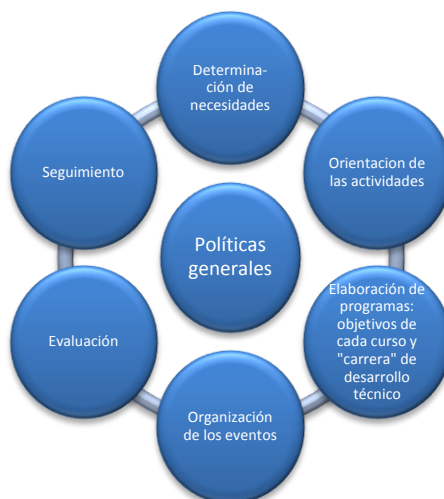 Determina-
ción de
necesidades
Orientacion de
las actividades
Elaboración de
programas:
objetivos de
cada curso y
"carrera" de
desarrollo
técnico
Organización
de los eventos
Evaluación
Seguimiento
Políticas
generales